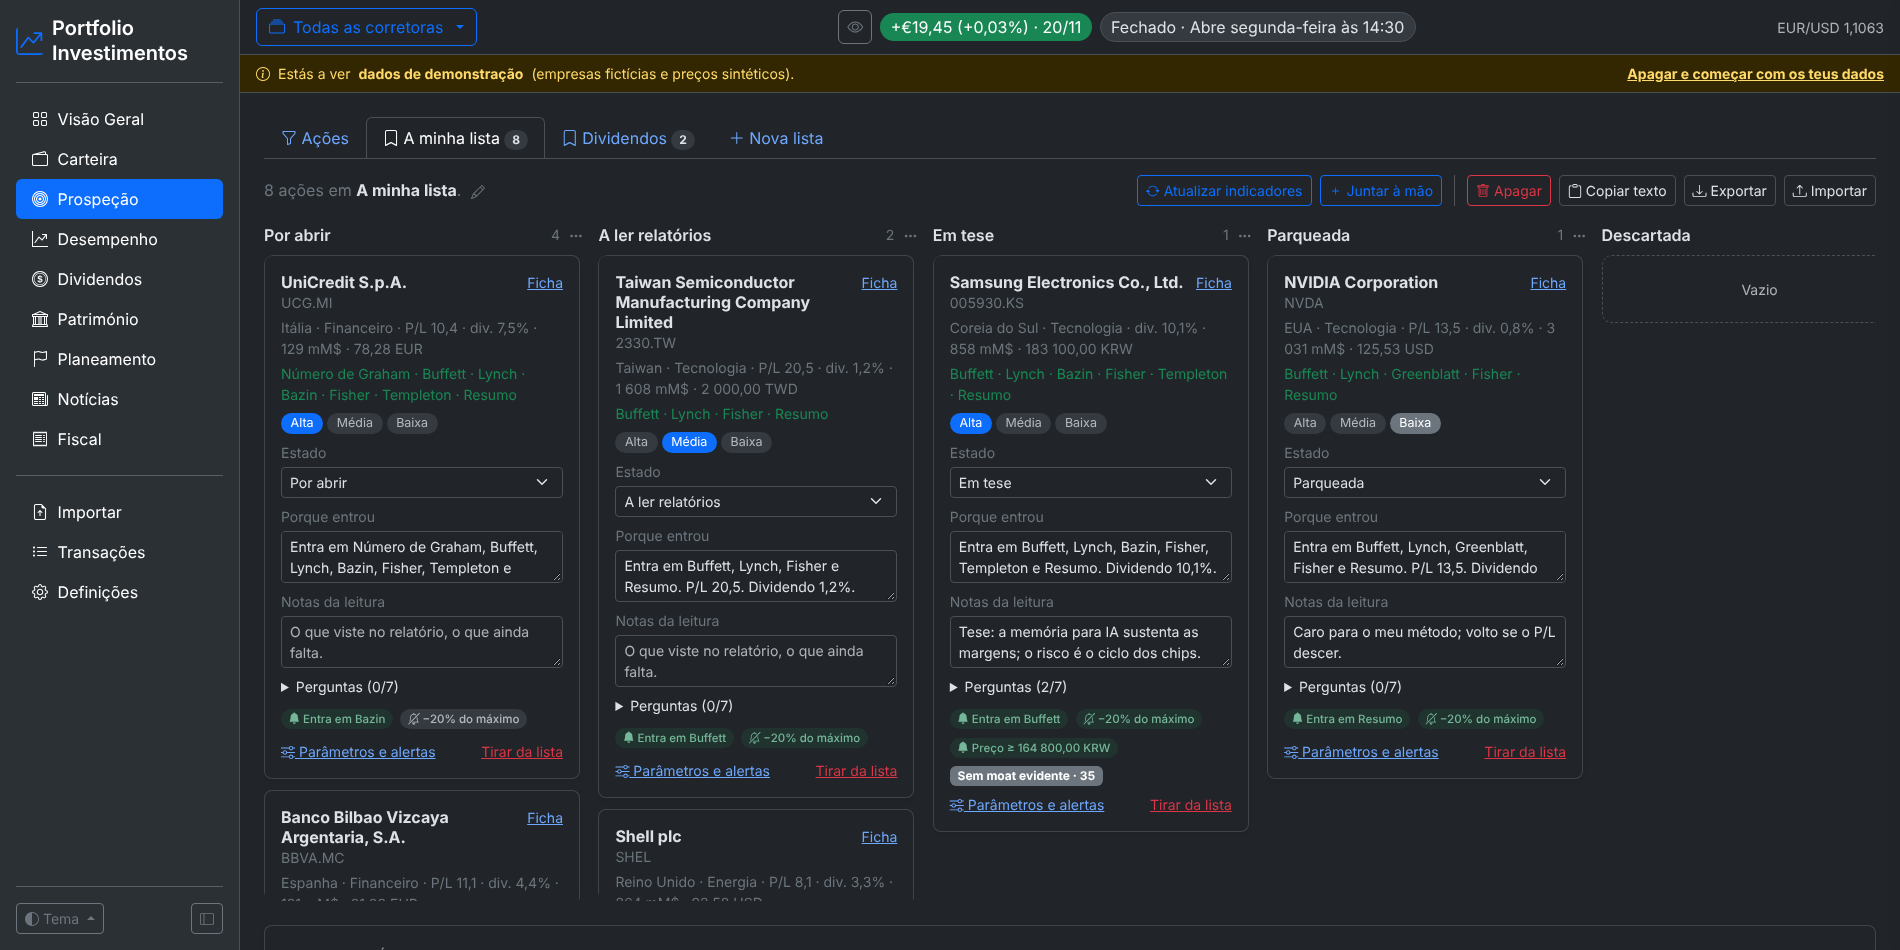 Portfolio
Investimentos
Visão Geral
Carteira
Prospeção
Desempenho
Dividendos
Património
Planeamento
Notícias
Fiscal
Importar
Transações
Definições
Tema
Todas as corretoras
+€19,45 (+0,03%) · 20/11
Fechado · Abre segunda-feira às 14:30
EUR/USD 1,1063
Estás a ver dados de demonstração (empresas fictícias e preços sintéticos).
Apagar e começar com os teus dados
Ações
A minha lista 8
Dividendos 2
+ Nova lista
8 ações em A minha lista.
Atualizar indicadores
+ Juntar à mão
Apagar
Copiar texto
Exportar
Importar
Por abrir 4 ···
UniCredit S.p.A. Ficha
UCG.MI
Itália · Financeiro · P/L 10,4 · div. 7,5% ·
129 mM$ · 78,28 EUR
Número de Graham · Buffett · Lynch ·
Bazin · Fisher · Templeton · Resumo
Alta Média Baixa
Estado
Por abrir
Porque entrou
Entra em Número de Graham, Buffett,
Lynch, Bazin, Fisher, Templeton e
Notas da leitura
O que viste no relatório, o que ainda
falta.
Perguntas (0/7)
Entra em Bazin −20% do máximo
Parâmetros e alertas Tirar da lista
Banco Bilbao Vizcaya
Argentaria, S.A. Ficha
BBVA.MC
Espanha · Financeiro · P/L 11,1 · div. 4,4% ·
A ler relatórios 2 ···
Taiwan Semiconductor
Manufacturing Company
Limited Ficha
2330.TW
Taiwan · Tecnologia · P/L 20,5 · div. 1,2% ·
1 608 mM$ · 2 000,00 TWD
Buffett · Lynch · Fisher · Resumo
Alta Média Baixa
Estado
A ler relatórios
Porque entrou
Entra em Buffett, Lynch, Fisher e
Resumo. P/L 20,5. Dividendo 1,2%.
Notas da leitura
O que viste no relatório, o que ainda
falta.
Perguntas (0/7)
Entra em Buffett −20% do máximo
Parâmetros e alertas Tirar da lista
Shell plc Ficha
SHEL
Reino Unido · Energia · P/L 8,1 · div. 3,3% ·
Em tese 1 ···
Samsung Electronics Co., Ltd. Ficha
005930.KS
Coreia do Sul · Tecnologia · div. 10,1% ·
858 mM$ · 183 100,00 KRW
Buffett · Lynch · Bazin · Fisher · Templeton
· Resumo
Alta Média Baixa
Estado
Em tese
Porque entrou
Entra em Buffett, Lynch, Bazin, Fisher,
Templeton e Resumo. Dividendo 10,1%.
Notas da leitura
Tese: a memória para IA sustenta as
margens; o risco é o ciclo dos chips.
Perguntas (2/7)
Entra em Buffett −20% do máximo
Preço ≥ 164 800,00 KRW
Sem moat evidente · 35
Parâmetros e alertas Tirar da lista
Parqueada 1 ···
NVIDIA Corporation Ficha
NVDA
EUA · Tecnologia · P/L 13,5 · div. 0,8% · 3
031 mM$ · 125,53 USD
Buffett · Lynch · Greenblatt · Fisher ·
Resumo
Alta Média Baixa
Estado
Parqueada
Porque entrou
Entra em Buffett, Lynch, Greenblatt,
Fisher e Resumo. P/L 13,5. Dividendo
Notas da leitura
Caro para o meu método; volto se o P/L
descer.
Perguntas (0/7)
Entra em Resumo −20% do máximo
Parâmetros e alertas Tirar da lista
Descartada
Vazio